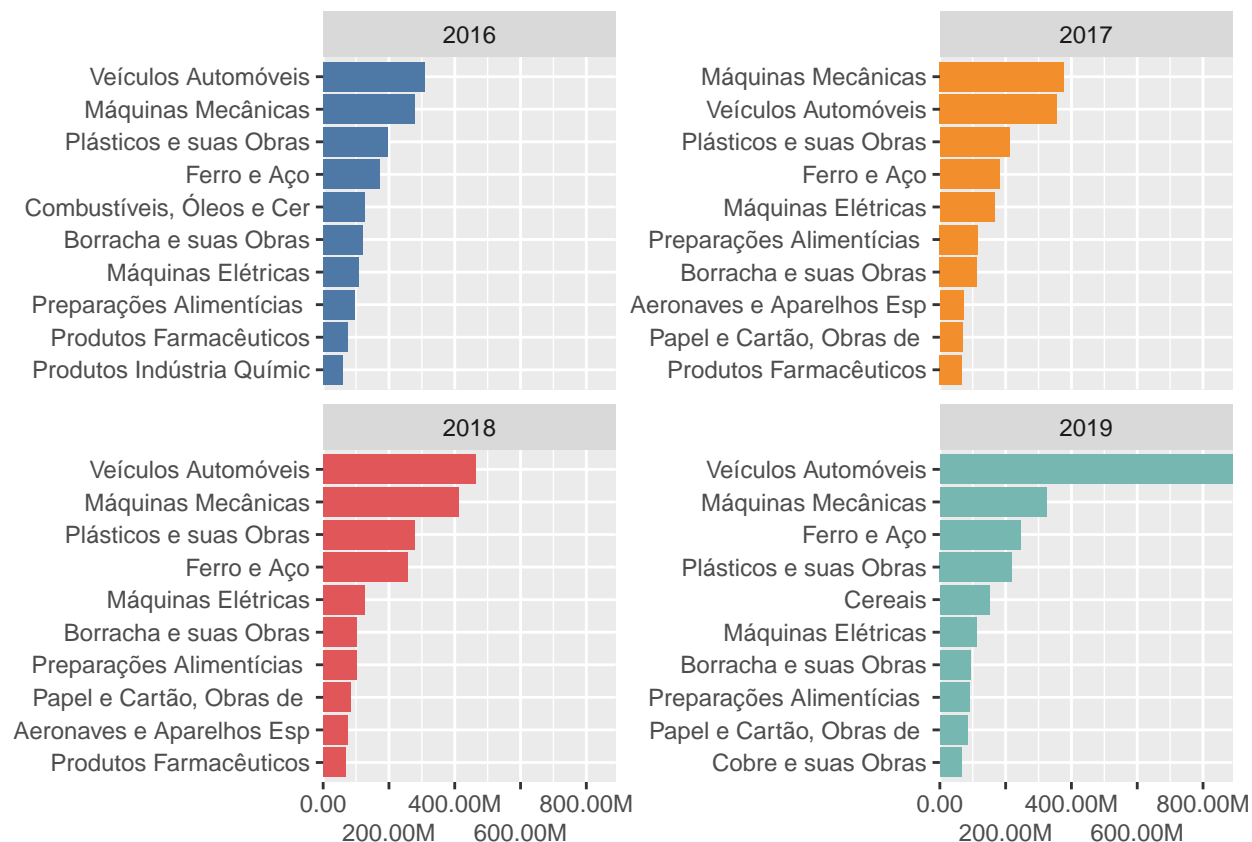 2016
Veículos Automóveis
Máquinas Mecânicas
Plásticos e suas Obras
Ferro e Aço
Combustíveis, Óleos e Cer
Borracha e suas Obras
Máquinas Elétricas
Preparações Alimentícias
Produtos Farmacêuticos
Produtos Indústria Químic
2017
Máquinas Mecânicas
Veículos Automóveis
Plásticos e suas Obras
Ferro e Aço
Máquinas Elétricas
Preparações Alimentícias
Borracha e suas Obras
Aeronaves e Aparelhos Esp
Papel e Cartão, Obras de
Produtos Farmacêuticos
2018
Veículos Automóveis
Máquinas Mecânicas
Plásticos e suas Obras
Ferro e Aço
Máquinas Elétricas
Borracha e suas Obras
Preparações Alimentícias
Papel e Cartão, Obras de
Aeronaves e Aparelhos Esp
Produtos Farmacêuticos
0.00 400.00M 800.00M
200.00M 600.00M
2019
Veículos Automóveis
Máquinas Mecânicas
Ferro e Aço
Plásticos e suas Obras
Cereais
Máquinas Elétricas
Borracha e suas Obras
Preparações Alimentícias
Papel e Cartão, Obras de
Cobre e suas Obras
0.00 400.00M 800.00M
200.00M 600.00M